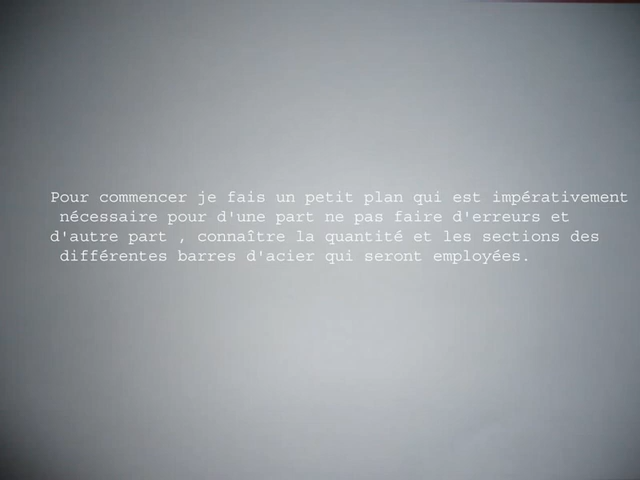 Pour commencer je fais un petit plan qui est impérativement
nécessaire pour d'une part ne pas faire d'erreurs et
d'autre part , connaître la quantité et les sections des
différentes barres d'acier qui seront employées.